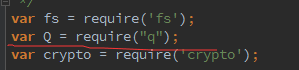 */
var fs = require('fs');
var Q = require("q");
var crypto = require('crypto');